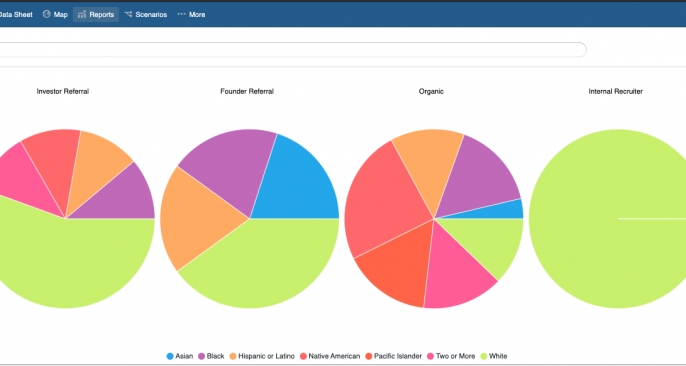 Data Sheet Map Reports Scenarios More
Investor Referral Founder Referral Organic Internal Recruiter
Asian Black Hispanic or Latino Native American Pacific Islander Two or More White